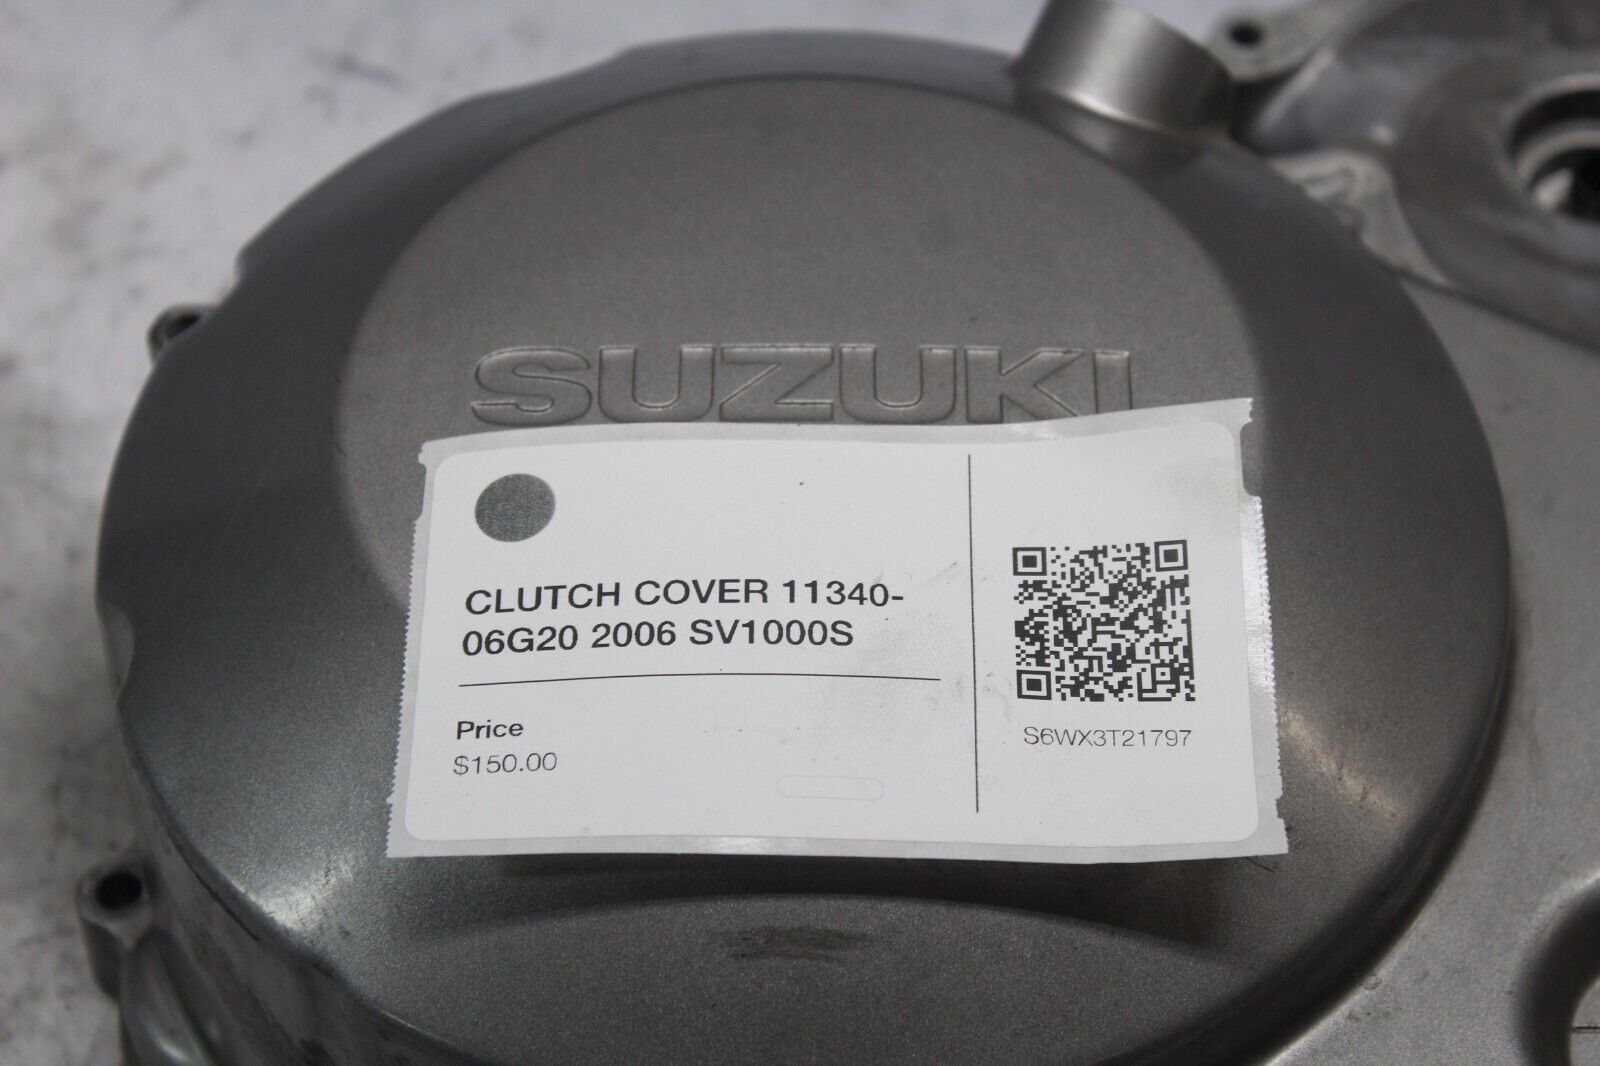 SUZUKI
CLUTCH COVER 11340-
06G20 2006 SV1000S
Price
$150.00
S6WX3T21797